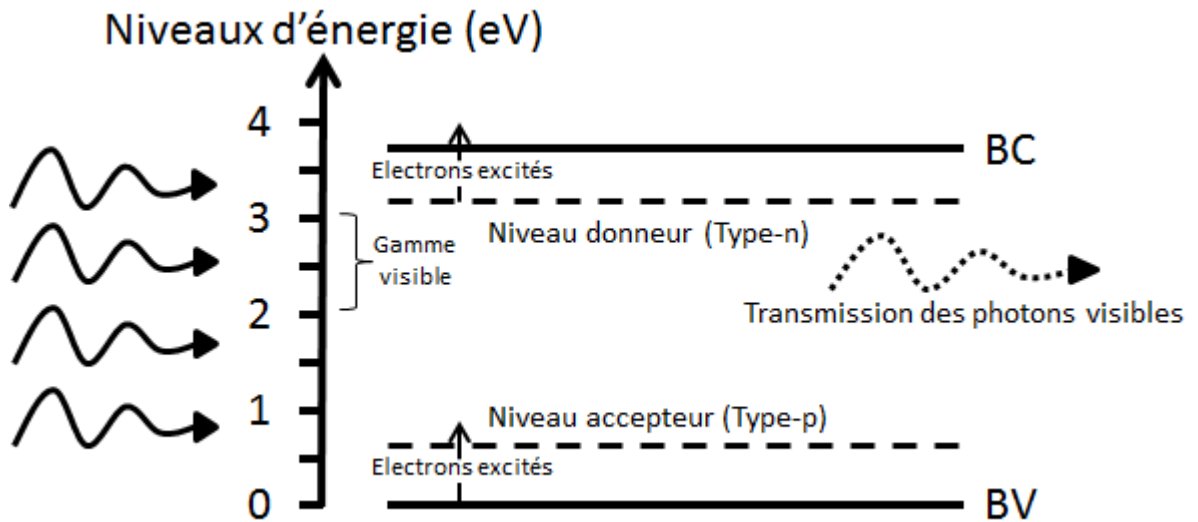 Niveaux d'énergie (eV)
4
BC
Electrons excités
3
Niveau donneur (Type-n)
Gamme
visible
2
Transmission des photons visibles
1
Niveau accepteur (Type-p)
Electrons excités
0
BV